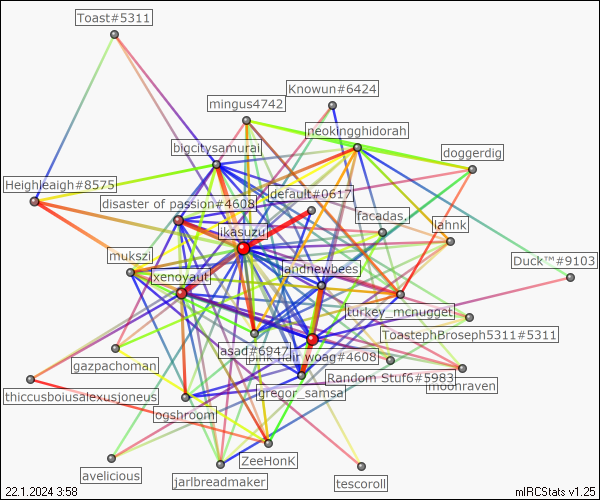 Toast#5311
Knowun#6424
mingus4742
neokingghidorah
bigcitysamurai
doggerdig
Heighleaigh#8575
default#0617
disaster of passion#4608
facadas.
lahnk
ikasuzu
mukszi
Duck™#9103
andnewbees
xenoyaut
turkey_mcnugget
ToastephBroseph5311#5311
asad#6947
hair woag#4608
gazpachoman
moonraven
Random Stuf6#5983
thiccusboiusalexusjoneus
gregor_samsa
ogshroom
ZeeHonK
avelicious
jarlbreadmaker
tescoroll
22.1.2024 3:58
mIRCStats v1.25